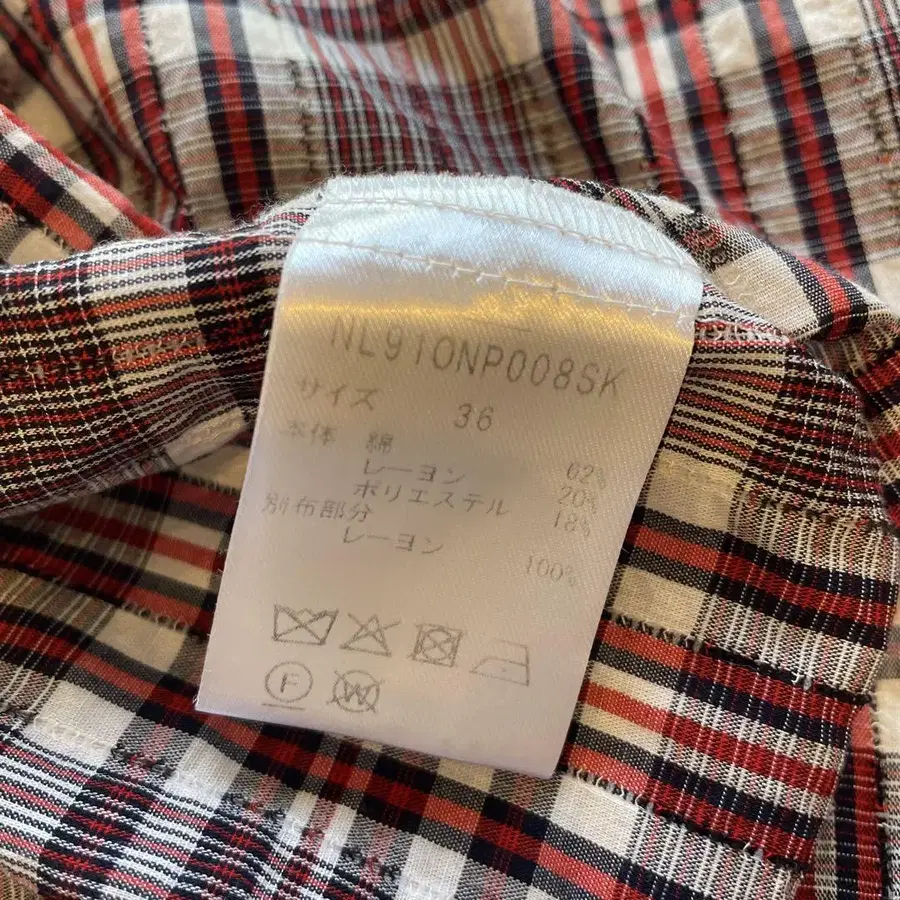 NL910NP008SK
サイズ 36
本体 綿 62%
レーヨン 20%
ポリエステル 18%
別布部分
レーヨン 100%
F W